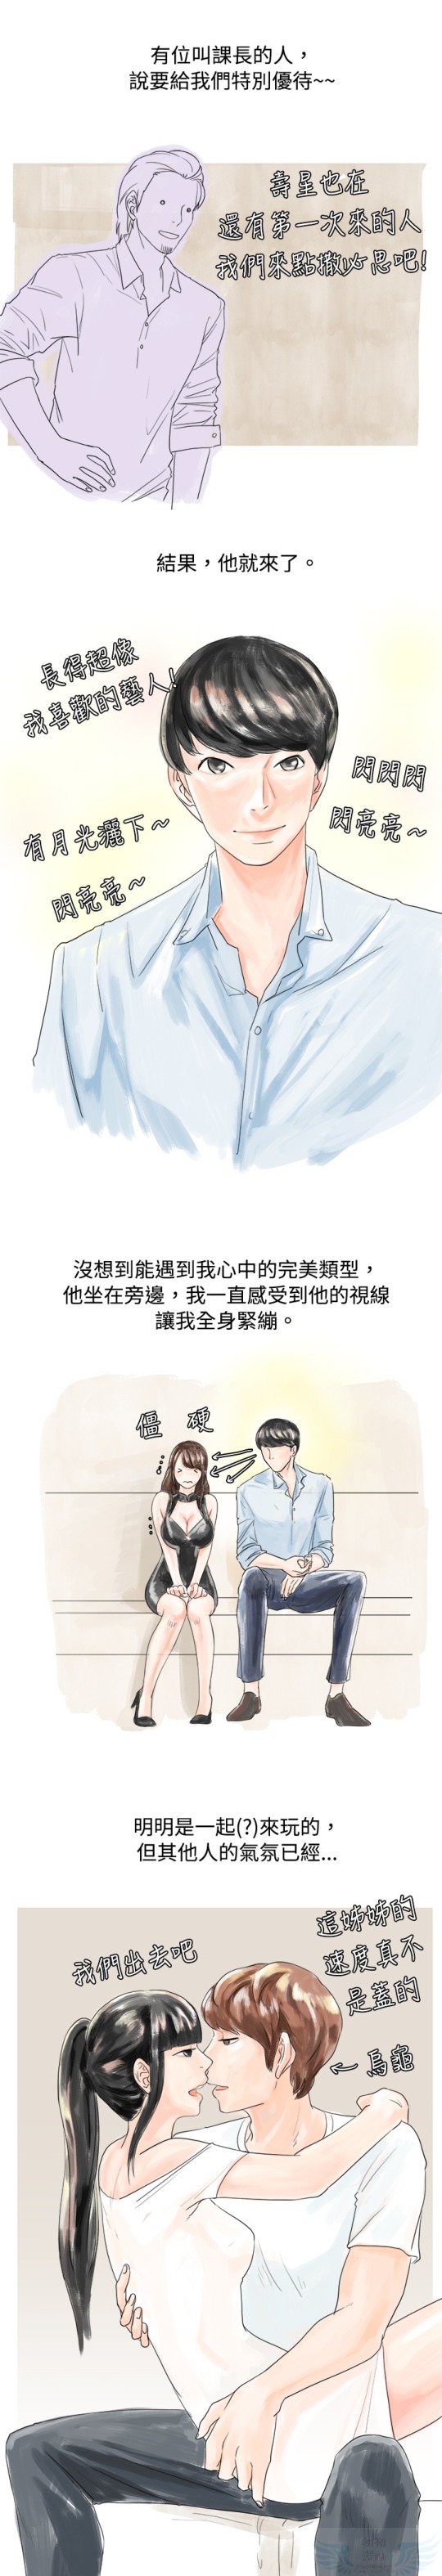 有位叫課長的人，
說要給我們特別優待~~
壽星也在
還有第一次來的人
我們來點撒必思吧!
結果，他就來了。
長得超像
我喜歡的藝人!
閃閃閃
閃亮亮～
有月光灑下～
閃亮亮～
沒想到能遇到我心中的完美類型，
他坐在旁邊，我一直感受到他的視線
讓我全身緊繃。
僵 硬
明明是一起(?)來玩的，
但其他人的氣氛已經...
這姊姊的
速度真不
是蓋的
我們出去吧
←烏龜